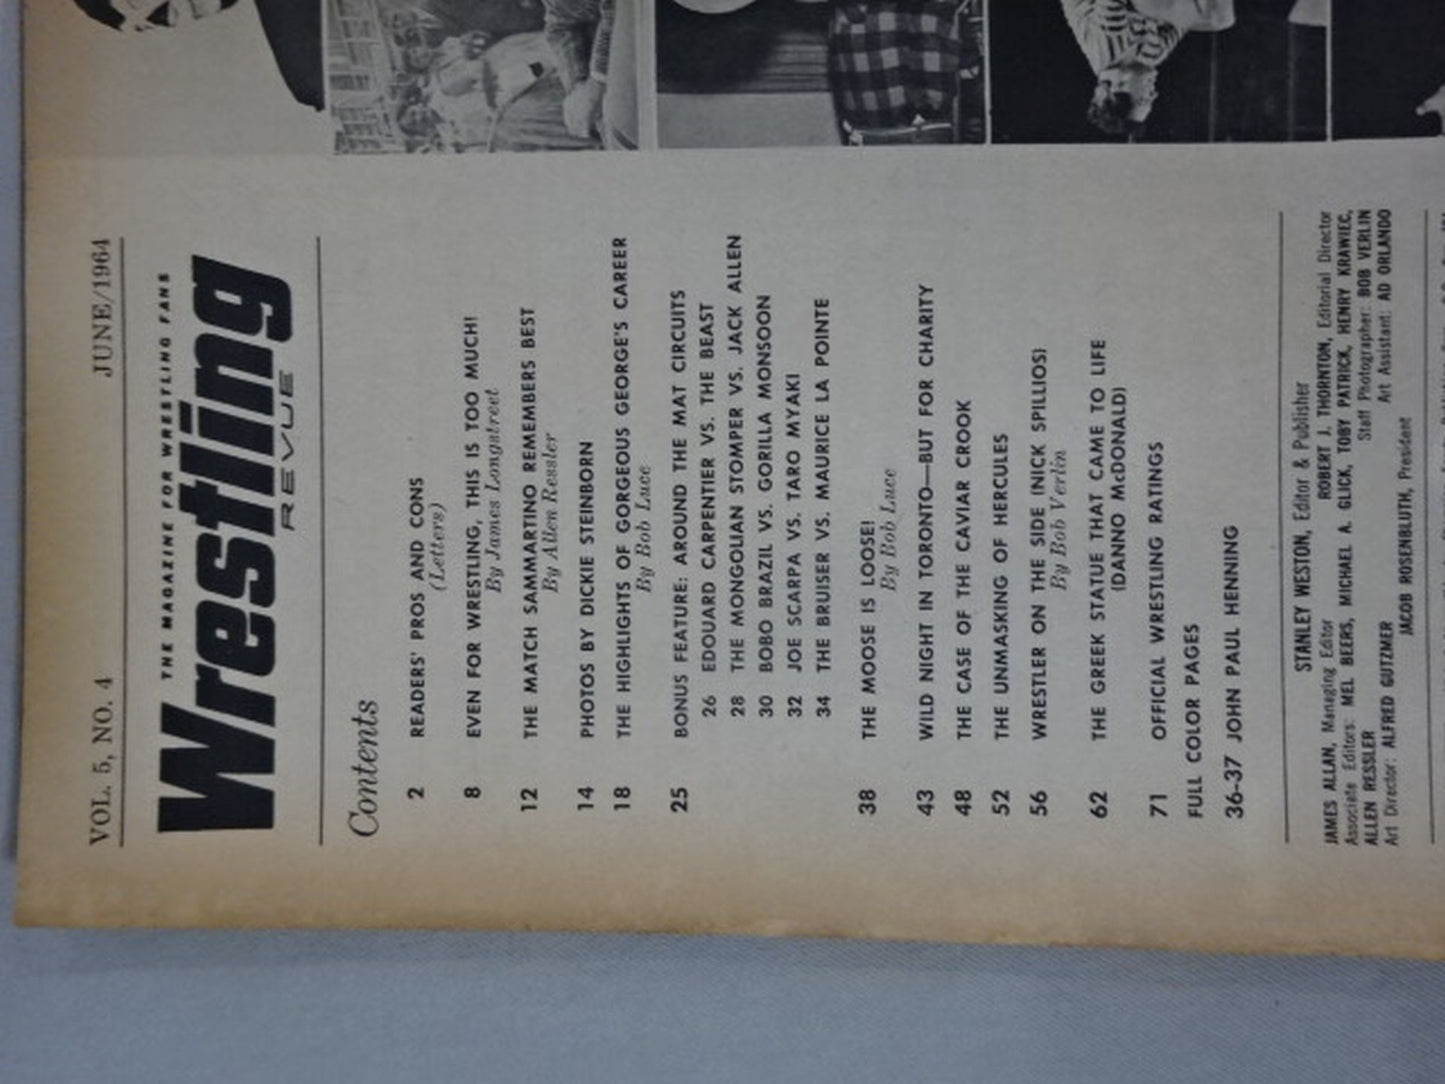 VOL. 5, NO. 4 JUNE/1964
THE MAGAZINE FOR WRESTLING FANS
Wrestling
REVUE
Contents
2 READERS' PROS AND CONS
(Letters)
8 EVEN FOR WRESTLING, THIS IS TOO MUCH!
By James Longstreet
12 THE MATCH SAMMARTINO REMEMBERS BEST
By Allen Ressler
14 PHOTOS BY DICKIE STEINBORN
18 THE HIGHLIGHTS OF GORGEOUS GEORGE'S CAREER
By Bob Luce
25 BONUS FEATURE: AROUND THE MAT CIRCUITS
26 EDOUARD CARPENTIER VS. THE BEAST
28 THE MONGOLIAN STOMPER VS. JACK ALLEN
30 BOBO BRAZIL VS. GORILLA MONSOON
32 JOE SCARPA VS. TARO MYAKI
34 THE BRUISER VS. MAURICE LA POINTE
38 THE MOOSE IS LOOSE!
By Bob Luce
43 WILD NIGHT IN TORONTO—BUT FOR CHARITY
48 THE CASE OF THE CAVIAR CROOK
52 THE UNMASKING OF HERCULES
56 WRESTLER ON THE SIDE (NICK SPILLIOS)
By Bob Verlin
62 THE GREEK STATUE THAT CAME TO LIFE
(DANNO McDONALD)
71 OFFICIAL WRESTLING RATINGS
FULL COLOR PAGES
36-37 JOHN PAUL HENNING
STANLEY WESTON, Editor & Publisher
JAMES ALLAN, Managing Editor ROBERT J. THORNTON, Editorial Director
Associate Editors: MEL BEERS, MICHAEL A. GLICK, TOBY PATRICK, HENRY KRAWIEC,
ALLEN RESSLER Staff Photographer: BOB VERLIN
Art Director: ALFRED GUTZMER Art Assistant: AD ORLANDO
JACOB ROSENBLUTH, President